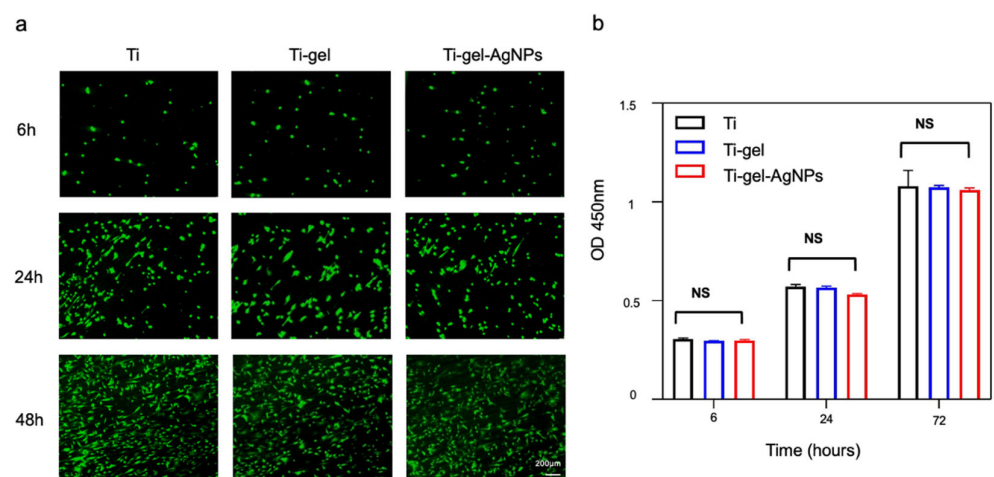 a
Ti Ti-gel Ti-gel-AgNPs
6h
24h
48h
200μm
b
1.5
1
0.5
0
OD 450nm
Ti
Ti-gel
Ti-gel-AgNPs
NS
NS
NS
6 24 72
Time (hours)